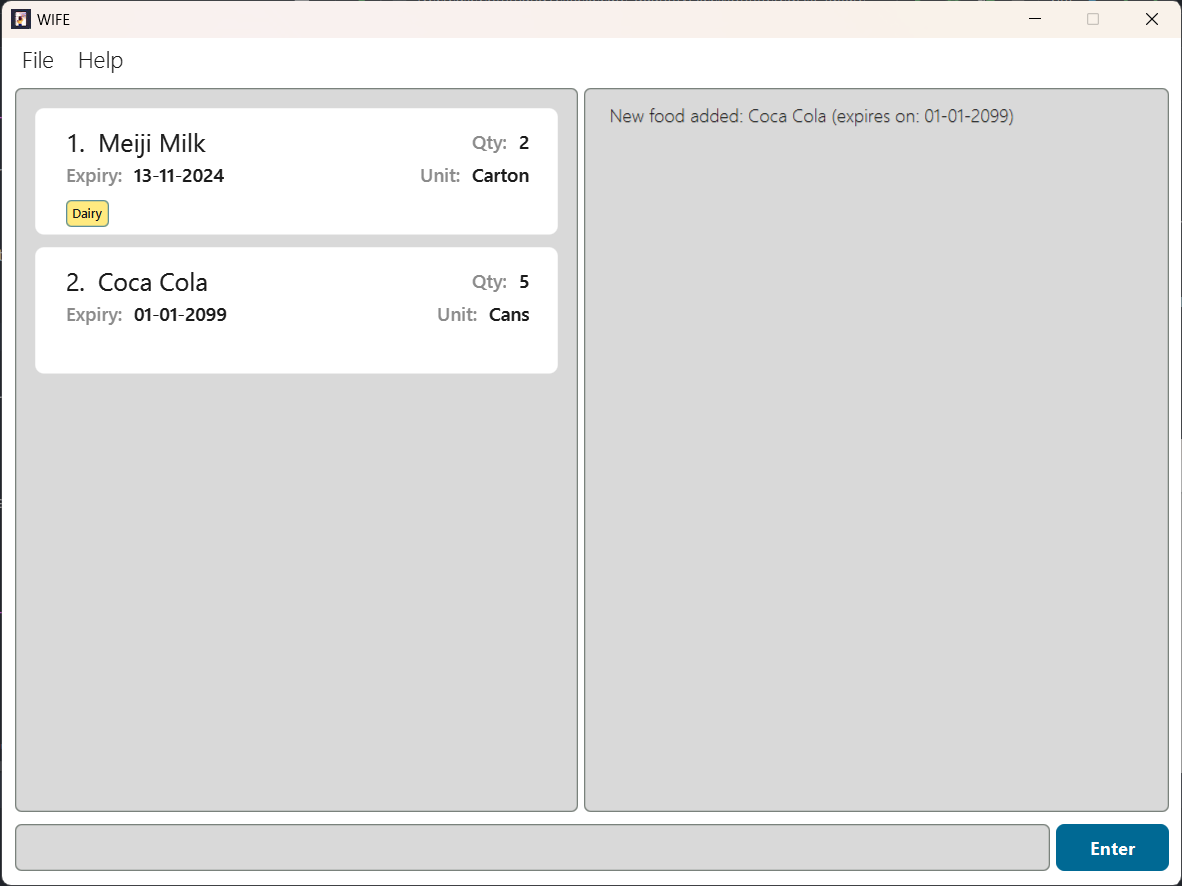 WIFE
File Help
1. Meiji Milk Qty: 2
Expiry: 13-11-2024 Unit: Carton
Dairy
2. Coca Cola Qty: 5
Expiry: 01-01-2099 Unit: Cans
New food added: Coca Cola (expires on: 01-01-2099)
Enter